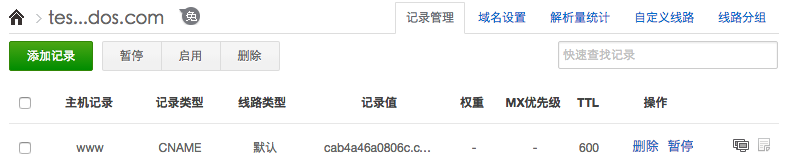 tes...dos.com 免 记录管理 域名设置 解析量统计 自定义线路 线路分组
添加记录 暂停 启用 删除 快速查找记录
主机记录 记录类型 线路类型 记录值 权重 MX优先级 TTL 操作
www CNAME 默认 cab4a46a0806c.c... - - 600 删除 暂停